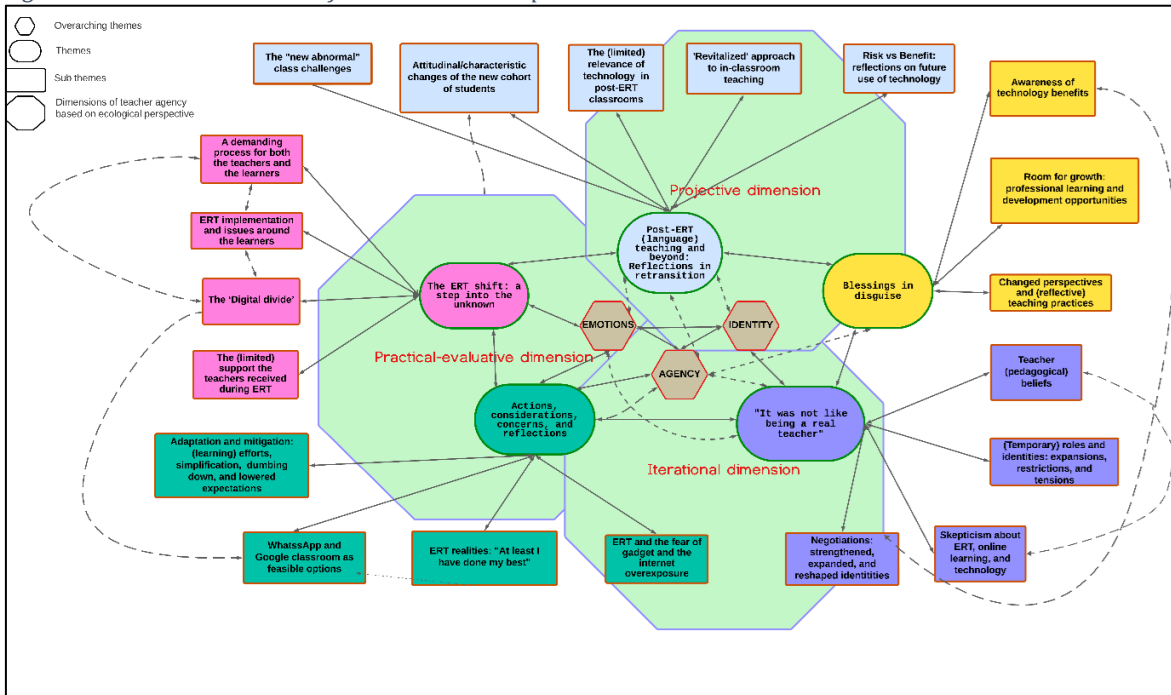 Overarching themes
Themes
Sub themes
Dimensions of teacher agency
based on ecological perspective
The "new abnormal"
class challenges
Attitudinal/characteristic
changes of the new cohort
of students
The (limited)
relevance of
technology in
post-ERT
classrooms
'Revitalized' approach
to in-classroom
teaching
Risk vs Benefit:
reflections on future
use of technology
Awareness of
technology benefits
A demanding
process for both
the teachers and
the learners
Room for growth:
professional learning and
development opportunities
Projective dimension
ERT implementation
and issues around
the learners
Post-ERT
(language)
teaching and
beyond:
Reflections in
retransition
The ERT shift: a
step into the
unknown
Blessings in
disguise
The 'Digital divide'
Changed perspectives
and (reflective)
teaching practices
EMOTIONS
IDENTITY
Practical-evaluative dimension
The (limited)
support the
teachers received
during ERT
AGENCY
Teacher
(pedagogical)
beliefs
Actions,
considerations,
concerns, and
reflections
"It was not like
being a real
teacher"
Adaptation and mitigation:
(learning) efforts,
simplification, dumbing
down, and lowered
expectations
Iterational dimension
(Temporary) roles and
identities: expansions,
restrictions, and
tensions
WhatssApp and
Google classroom as
feasible options
ERT realities: "At least I
have done my best"
ERT and the fear of
gadget and the
internet
overexposure
Negotiations:
strengthened,
expanded, and
reshaped identitities
Skepticism about
ERT, online
learning, and
technology